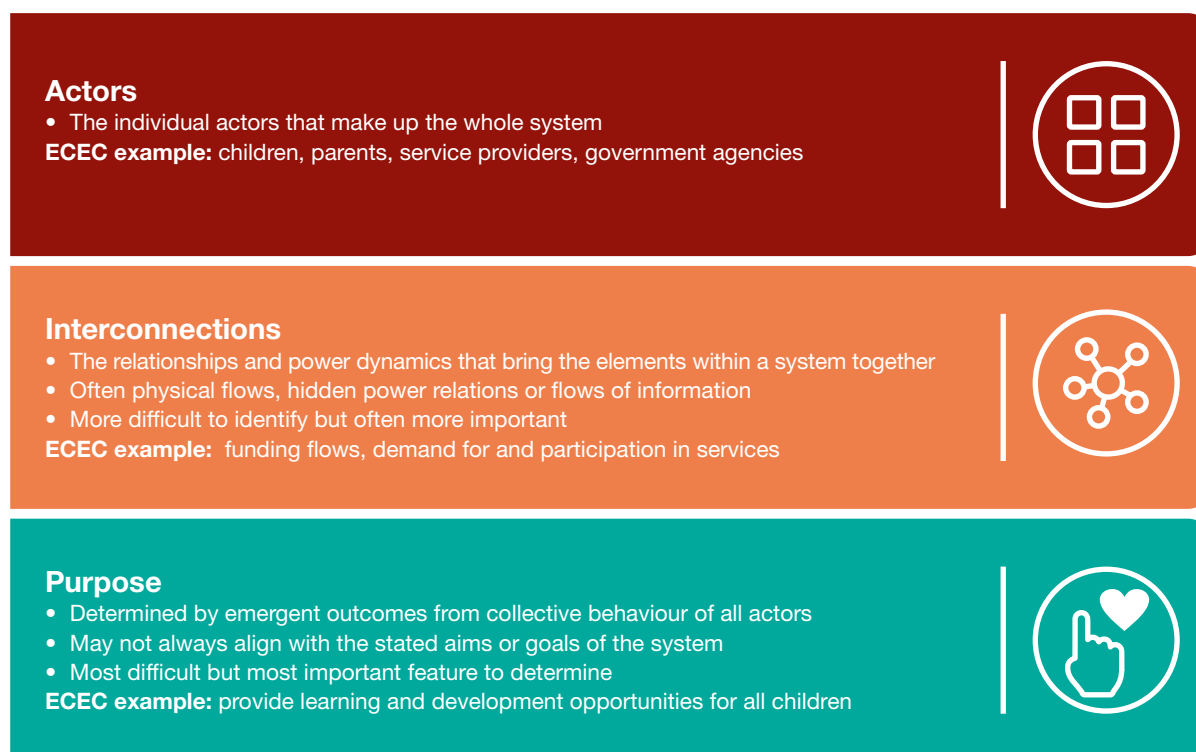 Actors
• The individual actors that make up the whole system
ECEC example: children, parents, service providers, government agencies
Interconnections
• The relationships and power dynamics that bring the elements within a system together
• Often physical flows, hidden power relations or flows of information
• More difficult to identify but often more important
ECEC example: funding flows, demand for and participation in services
Purpose
• Determined by emergent outcomes from collective behaviour of all actors
• May not always align with the stated aims or goals of the system
• Most difficult but most important feature to determine
ECEC example: provide learning and development opportunities for all children